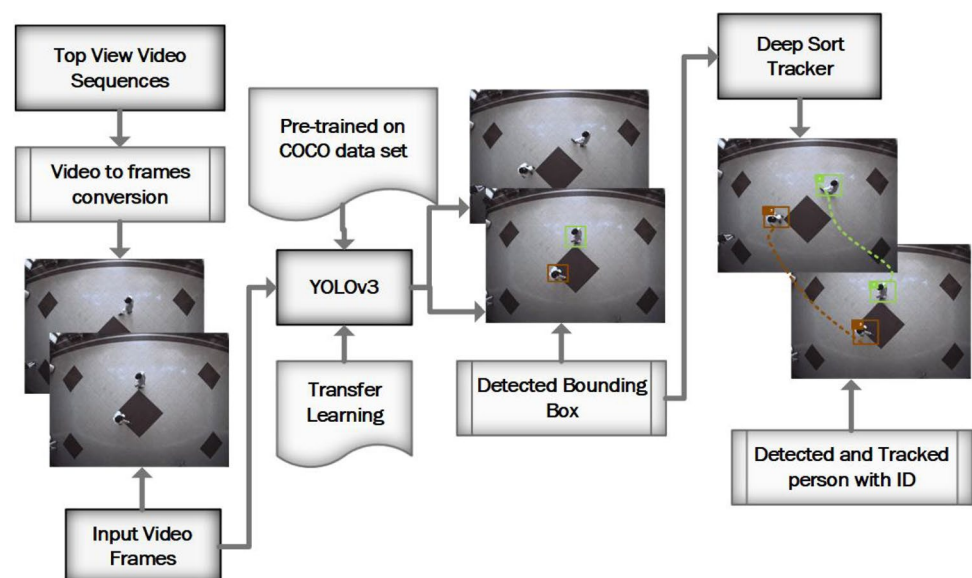 Top View Video
Sequences
Video to frames
conversion
Input Video
Frames
Pre-trained on
COCO data set
YOLOv3
Transfer
Learning
Detected Bounding
Box
Deep Sort
Tracker
Detected and Tracked
person with ID